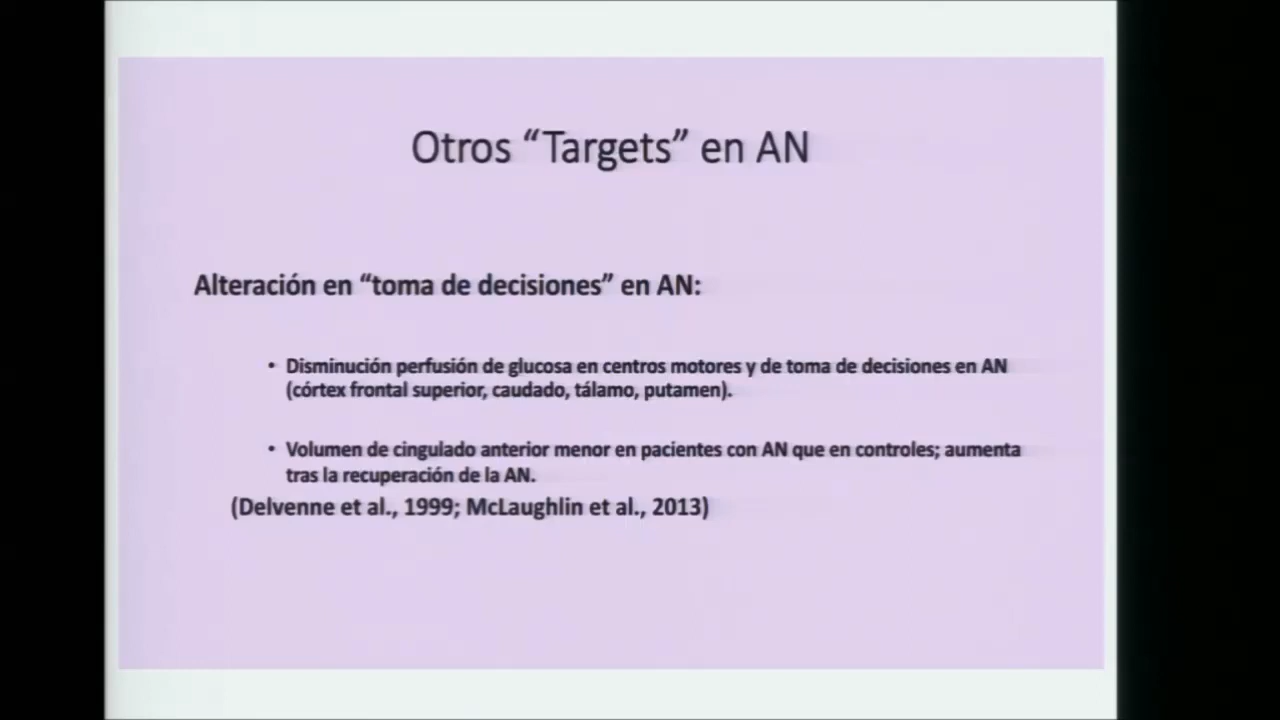 Otros “Targets” en AN
Alteración en “toma de decisiones” en AN:
• Disminución perfusión de glucosa en centros motores y de toma de decisiones en AN
(córtex frontal superior, caudado, tálamo, putamen).
• Volumen de cingulado anterior menor en pacientes con AN que en controles; aumenta
tras la recuperación de la AN.
(Delvenne et al., 1999; McLaughlin et al., 2013)